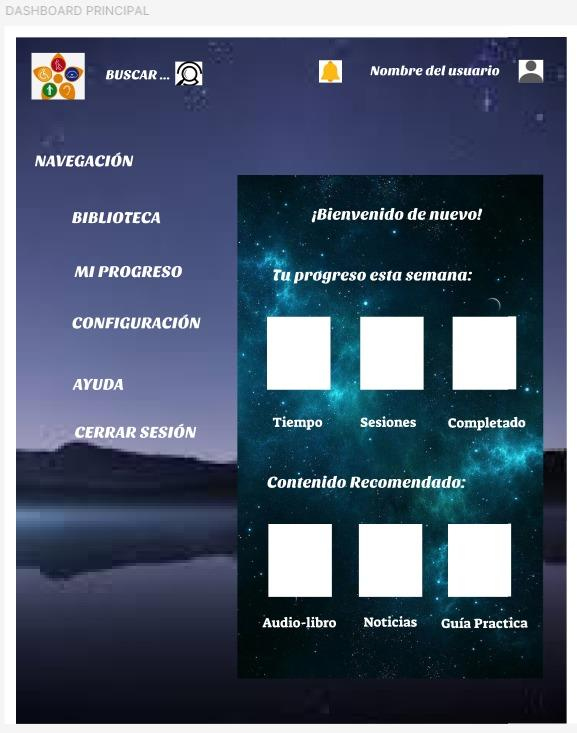 DASHBOARD PRINCIPAL
BUSCAR ...
Nombre del usuario
NAVEGACIÓN
BIBLIOTECA
MI PROGRESO
CONFIGURACIÓN
AYUDA
CERRAR SESIÓN
¡Bienvenido de nuevo!
Tu progreso esta semana:
Tiempo Sesiones Completado
Contenido Recomendado:
Audio-libro Noticias Guía Practica